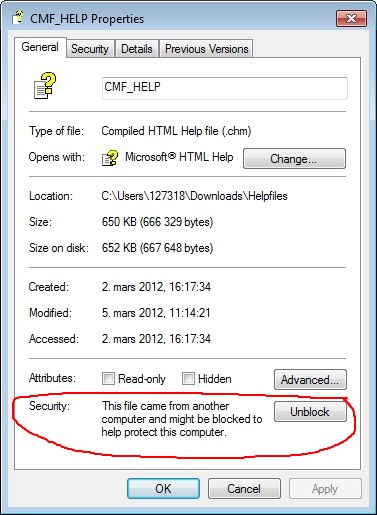 CMF_HELP Properties
General Security Details Previous Versions
CMF_HELP
Type of file: Compiled HTML Help file (.chm)
Opens with: Microsoft® HTML Help Change...
Location: C:\Users\127318\Downloads\Helpfiles
Size: 650 KB (666 329 bytes)
Size on disk: 652 KB (667 648 bytes)
Created: 2. mars 2012, 16:17:34
Modified: 5. mars 2012, 11:14:21
Accessed: 2. mars 2012, 16:17:34
Attributes: Read-only Hidden Advanced...
Security: This file came from another Unblock
computer and might be blocked to
help protect this computer.
OK Cancel Apply